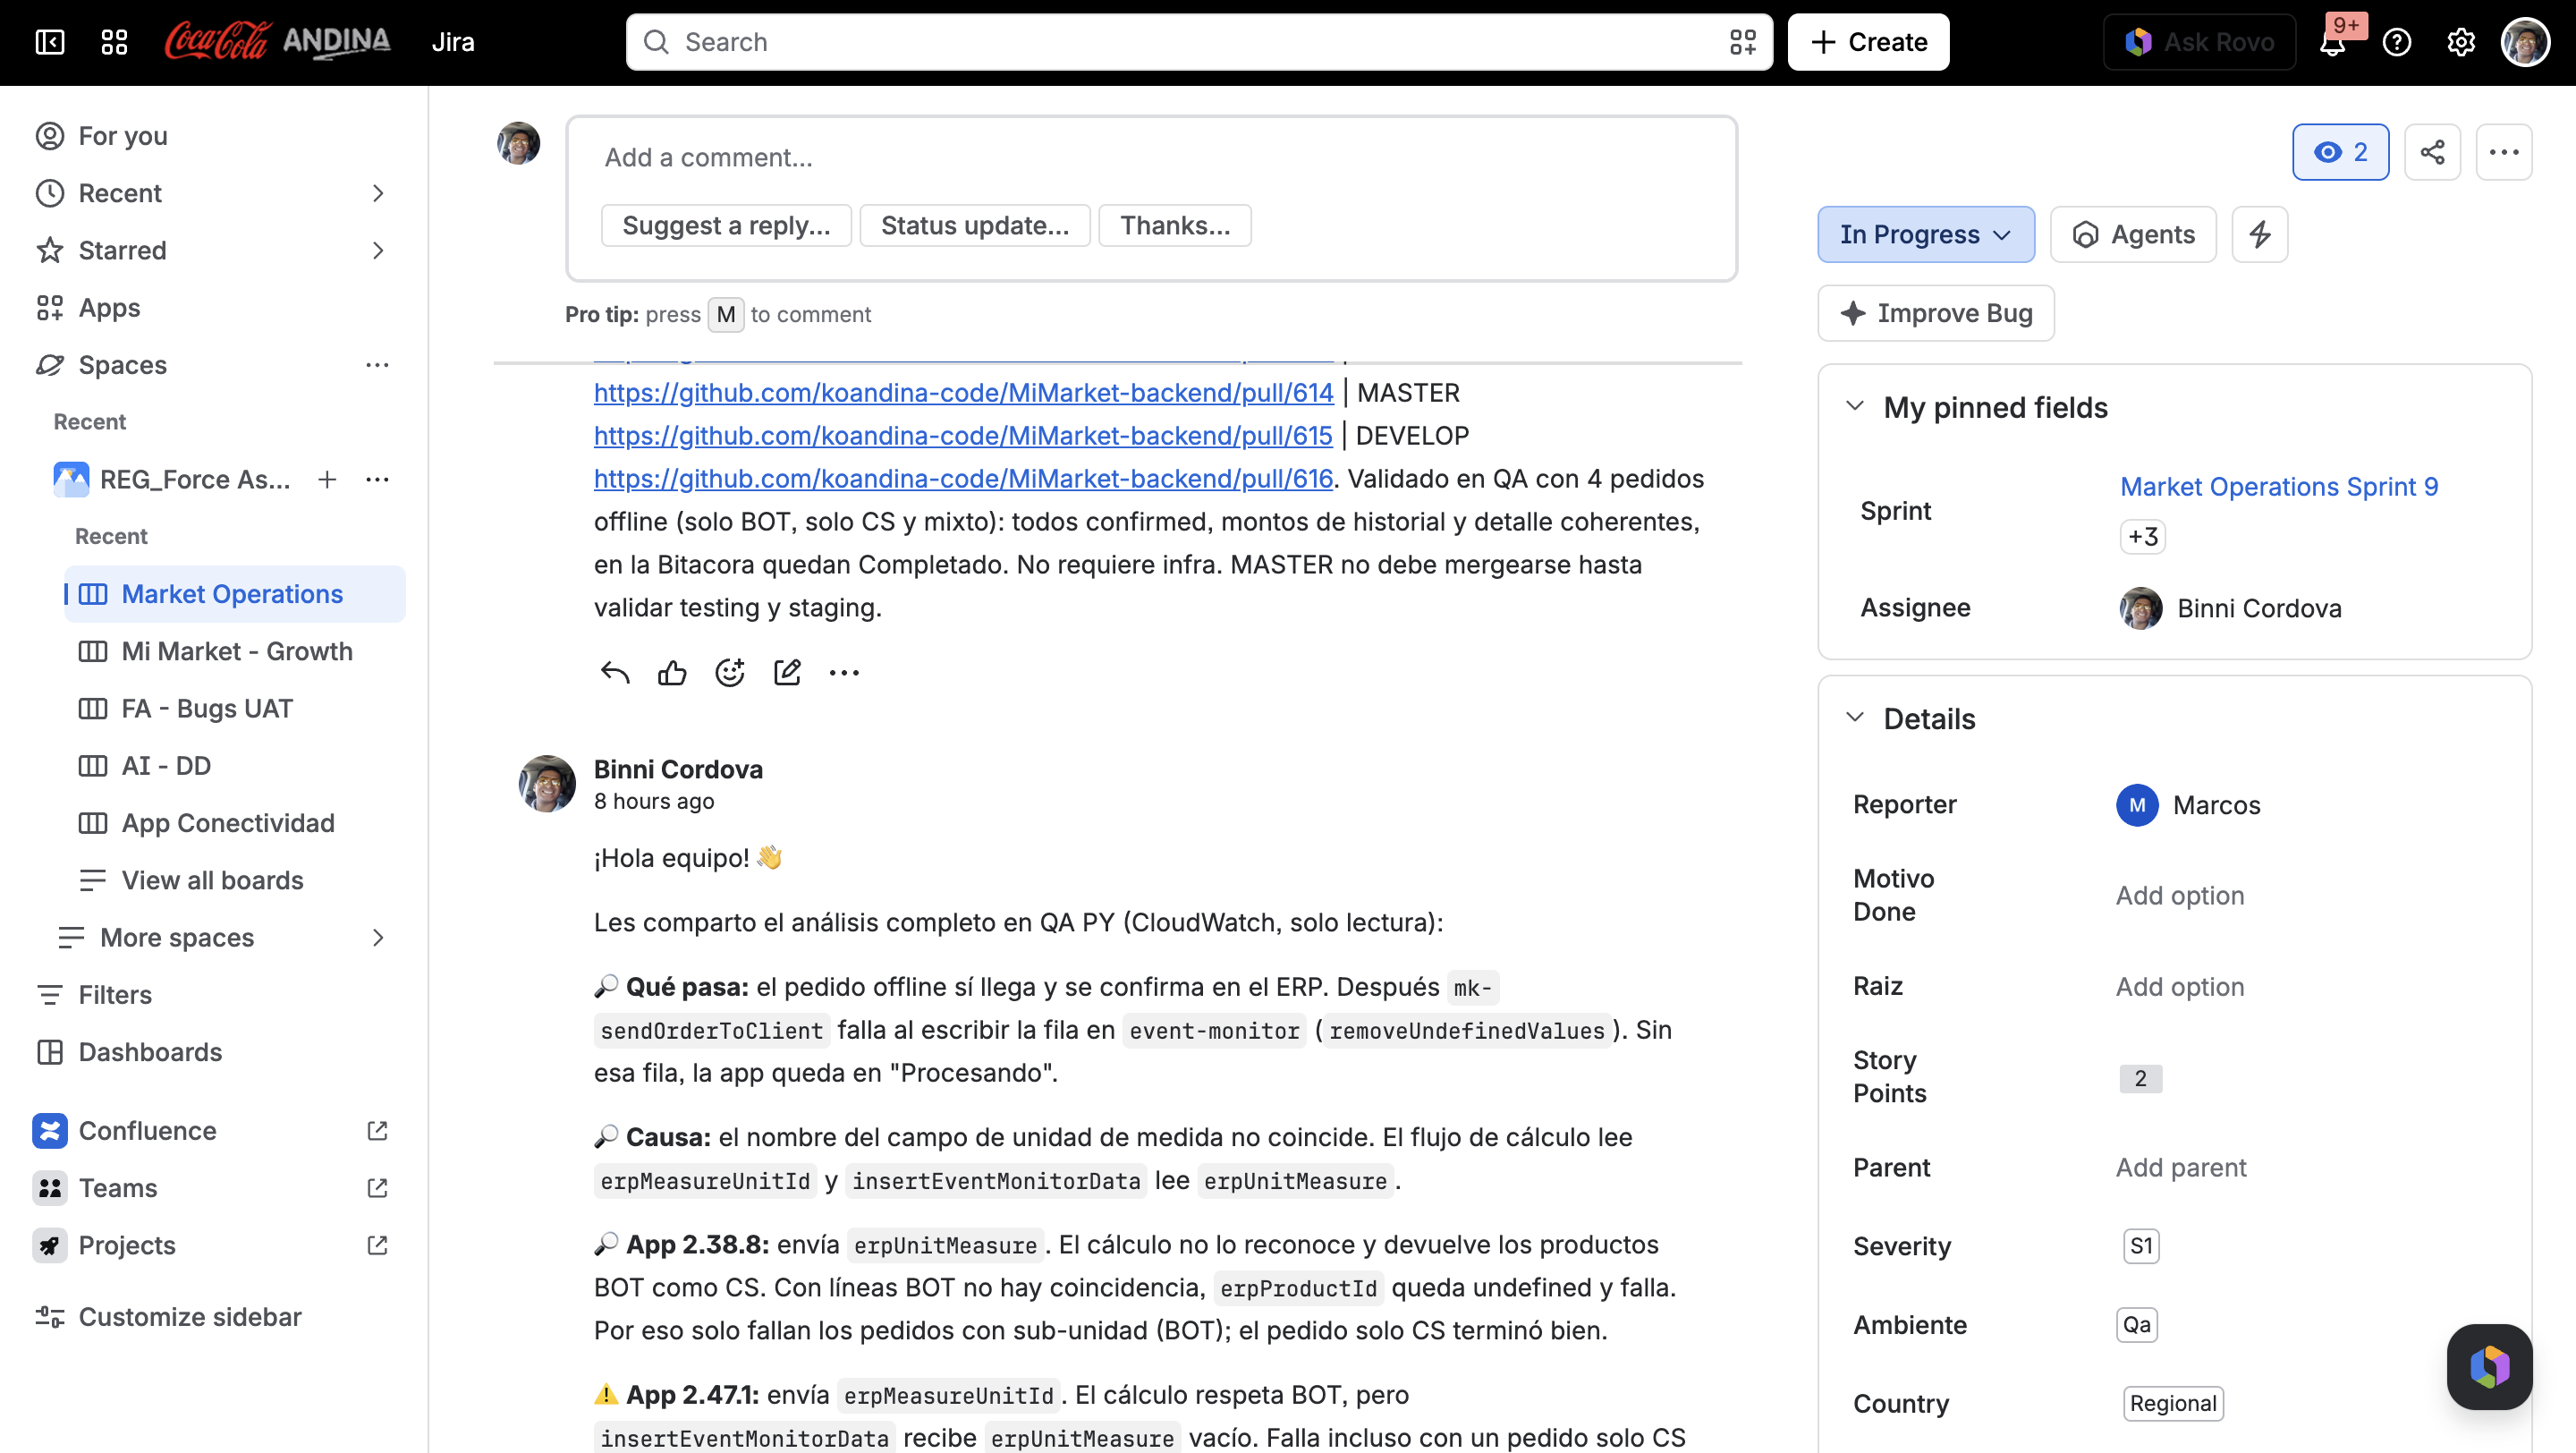 Coca-Cola ANDINA
Jira
Search
Create
Ask Rovo
9+
For you
Recent
Starred
Apps
Spaces
Recent
REG_Force As...
Recent
Market Operations
Mi Market - Growth
FA - Bugs UAT
AI - DD
App Conectividad
View all boards
More spaces
Filters
Dashboards
Confluence
Teams
Projects
Customize sidebar
Add a comment...
Suggest a reply...
Status update...
Thanks...
Pro tip: press M to comment
https://github.com/koandina-code/MiMarket-backend/pull/614 | MASTER
https://github.com/koandina-code/MiMarket-backend/pull/615 | DEVELOP
https://github.com/koandina-code/MiMarket-backend/pull/616. Validado en QA con 4 pedidos
offline (solo BOT, solo CS y mixto): todos confirmed, montos de historial y detalle coherentes,
en la Bitacora quedan Completado. No requiere infra. MASTER no debe mergearse hasta
validar testing y staging.
Binni Cordova
8 hours ago
¡Hola equipo! 👋
Les comparto el análisis completo en QA PY (CloudWatch, solo lectura):
🔎 Qué pasa: el pedido offline sí llega y se confirma en el ERP. Después mk-
sendOrderToClient falla al escribir la fila en event-monitor (removeUndefinedValues). Sin
esa fila, la app queda en "Procesando".
🔎 Causa: el nombre del campo de unidad de medida no coincide. El flujo de cálculo lee
erpMeasureUnitId y insertEventMonitorData lee erpUnitMeasure.
🔎 App 2.38.8: envía erpUnitMeasure. El cálculo no lo reconoce y devuelve los productos
BOT como CS. Con líneas BOT no hay coincidencia, erpProductId queda undefined y falla.
Por eso solo fallan los pedidos con sub-unidad (BOT); el pedido solo CS terminó bien.
⚠️ App 2.47.1: envía erpMeasureUnitId. El cálculo respeta BOT, pero
insertEventMonitorData recibe erpUnitMeasure vacío. Falla incluso con un pedido solo CS
2
In Progress
Agents
Improve Bug
My pinned fields
Sprint
Market Operations Sprint 9
+3
Assignee
Binni Cordova
Details
Reporter
M Marcos
Motivo
Done
Add option
Raiz
Add option
Story
Points
2
Parent
Add parent
Severity
S1
Ambiente
Qa
Country
Regional